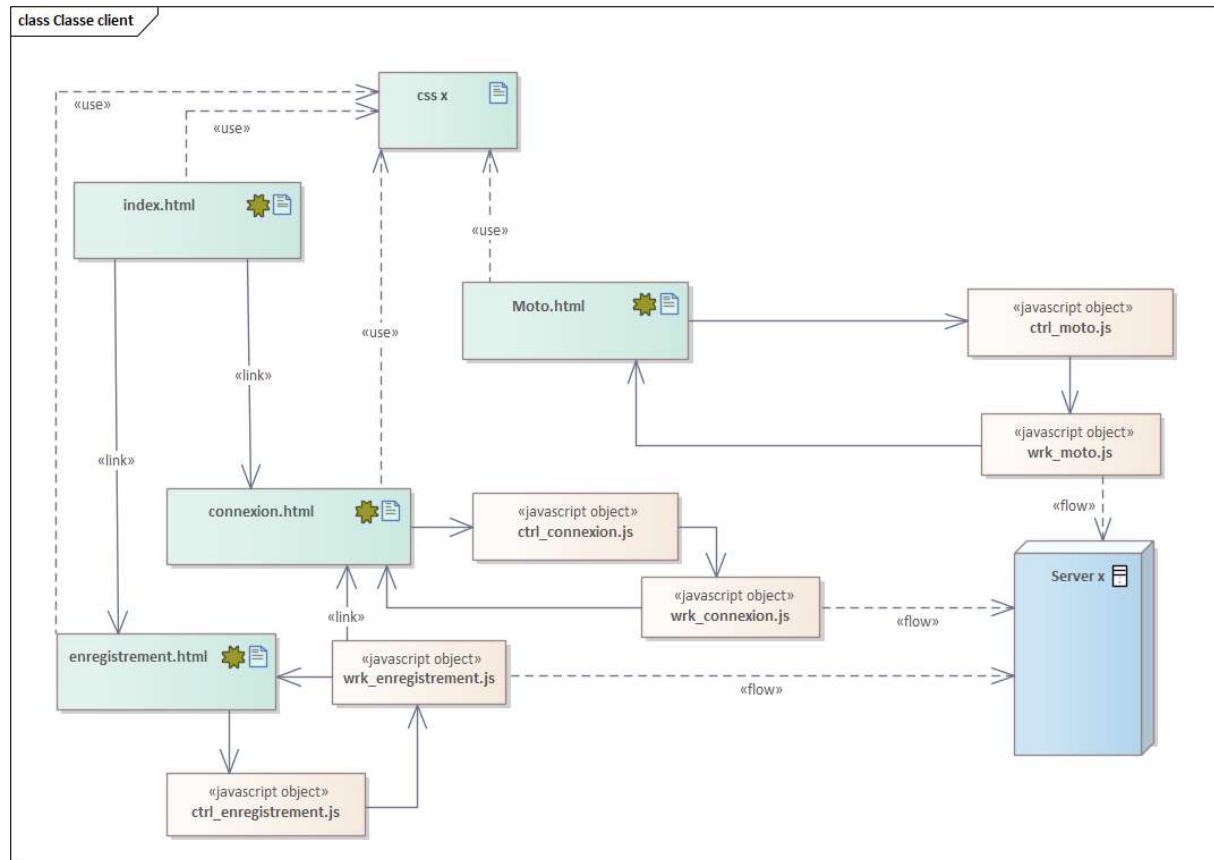 class Classe client
css x
«use»
«use»
index.html
«use»
Moto.html
«javascript object»
ctrl_moto.js
«use»
«link»
«javascript object»
wrk_moto.js
«link»
connexion.html
«javascript object»
ctrl_connexion.js
«flow»
Server x
«javascript object»
wrk_connexion.js
«link»
«flow»
enregistrement.html
«javascript object»
wrk_enregistrement.js
«flow»
«javascript object»
ctrl_enregistrement.js